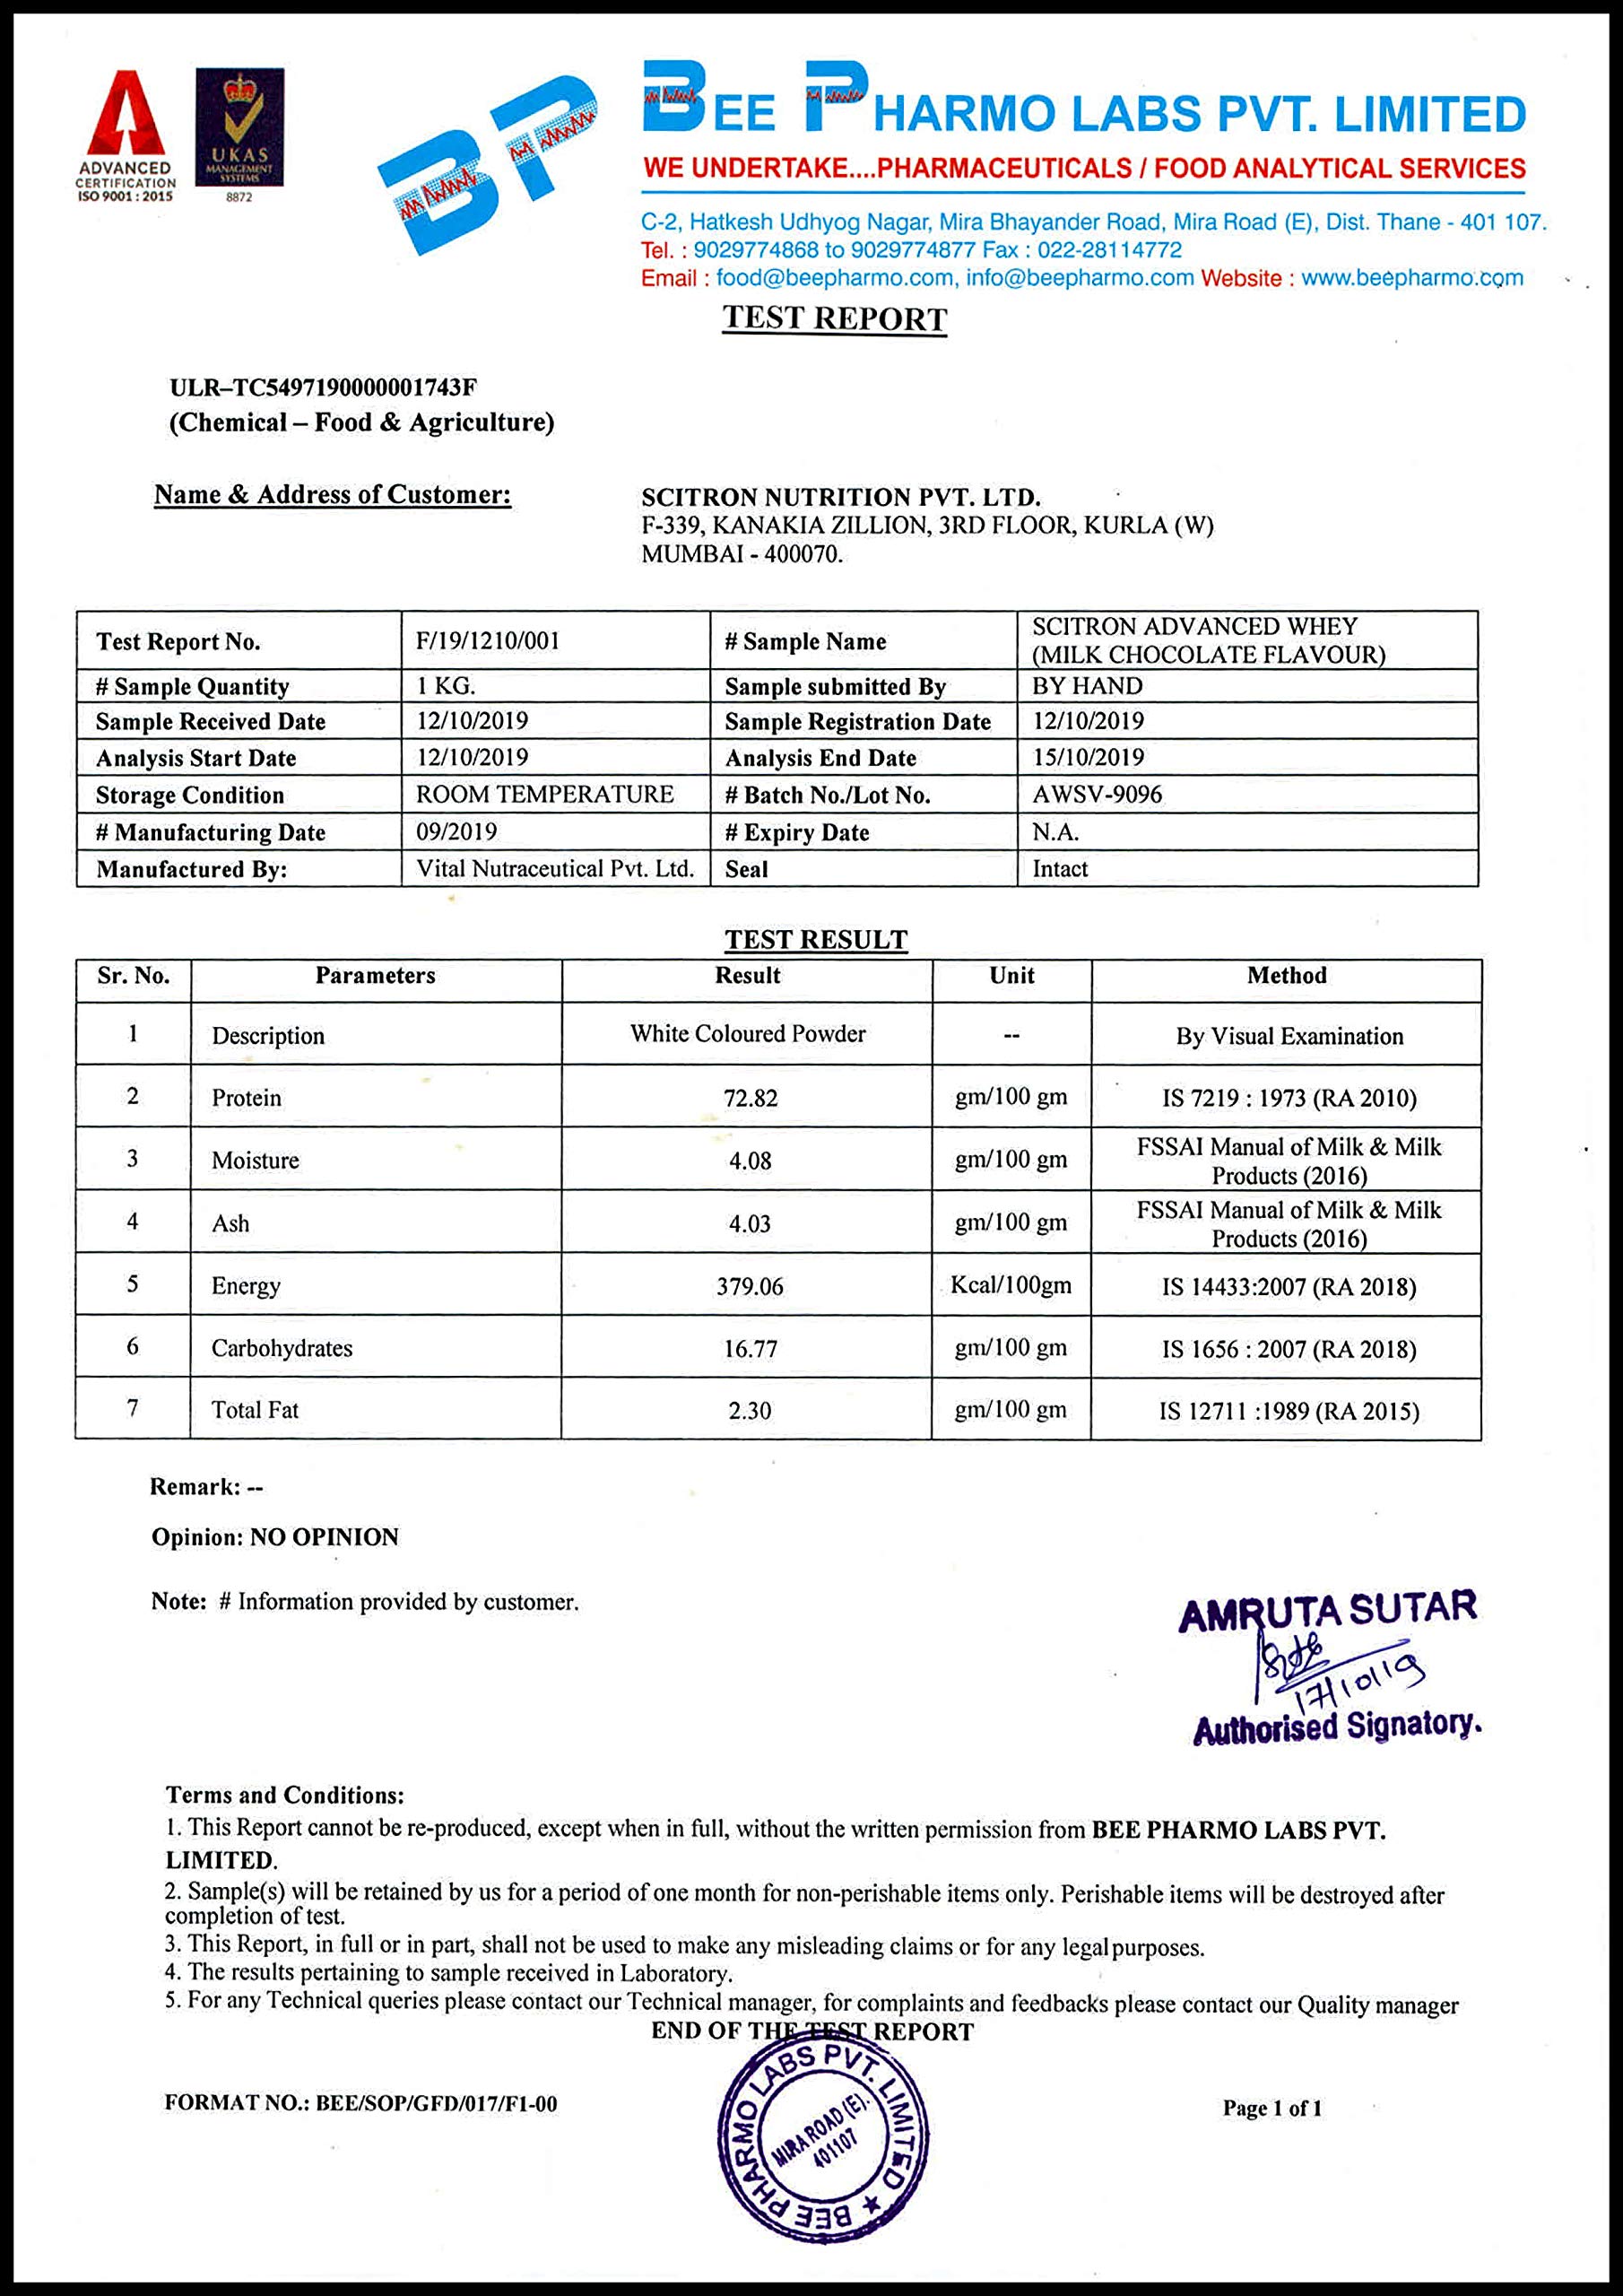 ADVANCED
CERTIFICATION
ISO 9001 : 2015
UKAS
MANAGEMENT
SYSTEMS
8872
BP
BEE PHARMO LABS PVT. LIMITED
WE UNDERTAKE....PHARMACEUTICALS / FOOD ANALYTICAL SERVICES
C-2, Hatkesh Udhyog Nagar, Mira Bhayander Road, Mira Road (E), Dist. Thane - 401 107.
Tel. : 9029774868 to 9029774877 Fax : 022-28114772
Email : food@beepharmo.com, info@beepharmo.com Website : www.beepharmo.com
TEST REPORT
ULR–TC5497190000001743F
(Chemical – Food & Agriculture)
Name & Address of Customer:
SCITRON NUTRITION PVT. LTD.
F-339, KANAKIA ZILLION, 3RD FLOOR, KURLA (W)
MUMBAI - 400070.
Test Report No. F/19/1210/001 # Sample Name SCITRON ADVANCED WHEY
(MILK CHOCOLATE FLAVOUR)
# Sample Quantity 1 KG. Sample submitted By BY HAND
Sample Received Date 12/10/2019 Sample Registration Date 12/10/2019
Analysis Start Date 12/10/2019 Analysis End Date 15/10/2019
Storage Condition ROOM TEMPERATURE # Batch No./Lot No. AWSV-9096
# Manufacturing Date 09/2019 # Expiry Date N.A.
Manufactured By: Vital Nutraceutical Pvt. Ltd. Seal Intact
TEST RESULT
Sr. No. Parameters Result Unit Method
1 Description White Coloured Powder -- By Visual Examination
2 Protein 72.82 gm/100 gm IS 7219 : 1973 (RA 2010)
3 Moisture 4.08 gm/100 gm FSSAI Manual of Milk & Milk
Products (2016)
4 Ash 4.03 gm/100 gm FSSAI Manual of Milk & Milk
Products (2016)
5 Energy 379.06 Kcal/100gm IS 14433:2007 (RA 2018)
6 Carbohydrates 16.77 gm/100 gm IS 1656 : 2007 (RA 2018)
7 Total Fat 2.30 gm/100 gm IS 12711 :1989 (RA 2015)
Remark: --
Opinion: NO OPINION
Note: # Information provided by customer.
AMRUTA SUTAR
17/10/19
Authorised Signatory.
Terms and Conditions:
1. This Report cannot be re-produced, except when in full, without the written permission from BEE PHARMO LABS PVT.
LIMITED.
2. Sample(s) will be retained by us for a period of one month for non-perishable items only. Perishable items will be destroyed after
completion of test.
3. This Report, in full or in part, shall not be used to make any misleading claims or for any legal purposes.
4. The results pertaining to sample received in Laboratory.
5. For any Technical queries please contact our Technical manager, for complaints and feedbacks please contact our Quality manager
END OF THE TEST REPORT
BEE PHARMO LABS PVT. LIMITED ★
MIRA ROAD (E).
401107
FORMAT NO.: BEE/SOP/GFD/017/F1-00
Page 1 of 1